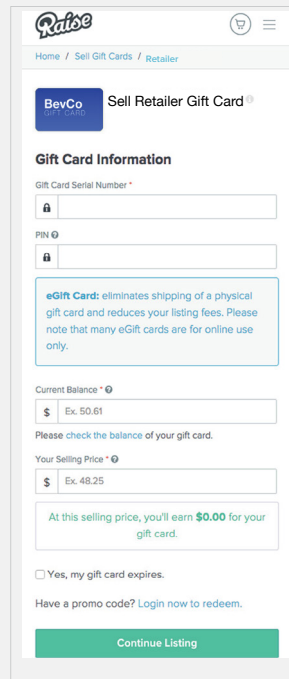 Raise
Home / Sell Gift Cards / Retailer
BevCo
GIFT CARD
Sell Retailer Gift Card
Gift Card Information
Gift Card Serial Number *
PIN
eGift Card: eliminates shipping of a physical
gift card and reduces your listing fees. Please
note that many eGift cards are for online use
only.
Current Balance *
$ Ex. 50.61
Please check the balance of your gift card.
Your Selling Price *
$ Ex. 48.25
At this selling price, you'll earn $0.00 for your
gift card.
Yes, my gift card expires.
Have a promo code? Login now to redeem.
Continue Listing